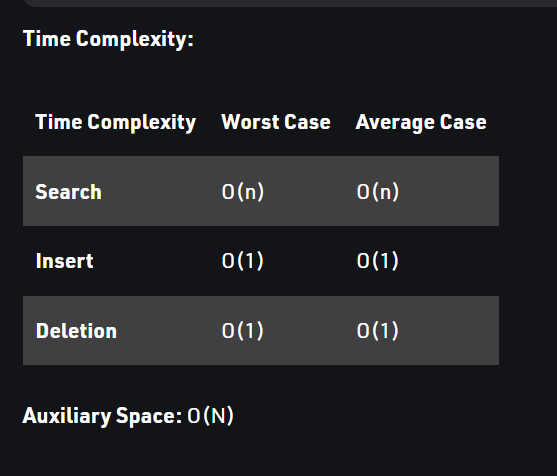 Time Complexity:
Time Complexity Worst Case Average Case
Search O(n) O(n)
Insert O(1) O(1)
Deletion O(1) O(1)
Auxiliary Space: O(N)